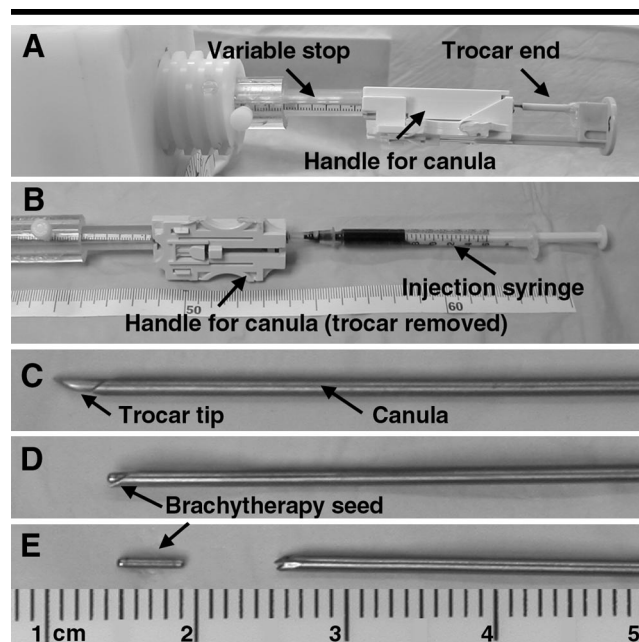 A
Variable stop
Trocar end
Handle for canula
B
Injection syringe
50
60
Handle for canula (trocar removed)
C
Trocar tip
Canula
D
Brachytherapy seed
E
1 cm
2
3
4
5